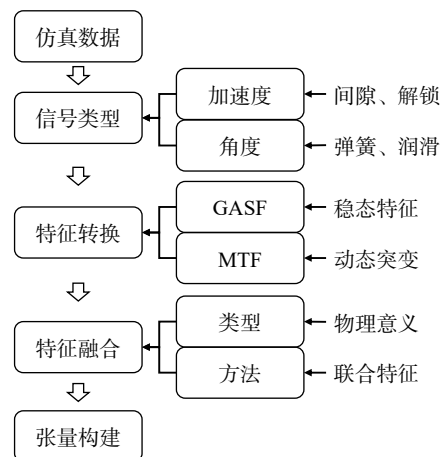 仿真数据
信号类型
加速度
间隙、解锁
角度
弹簧、润滑
特征转换
GASF
稳态特征
MTF
动态突变
特征融合
类型
物理意义
方法
联合特征
张量构建